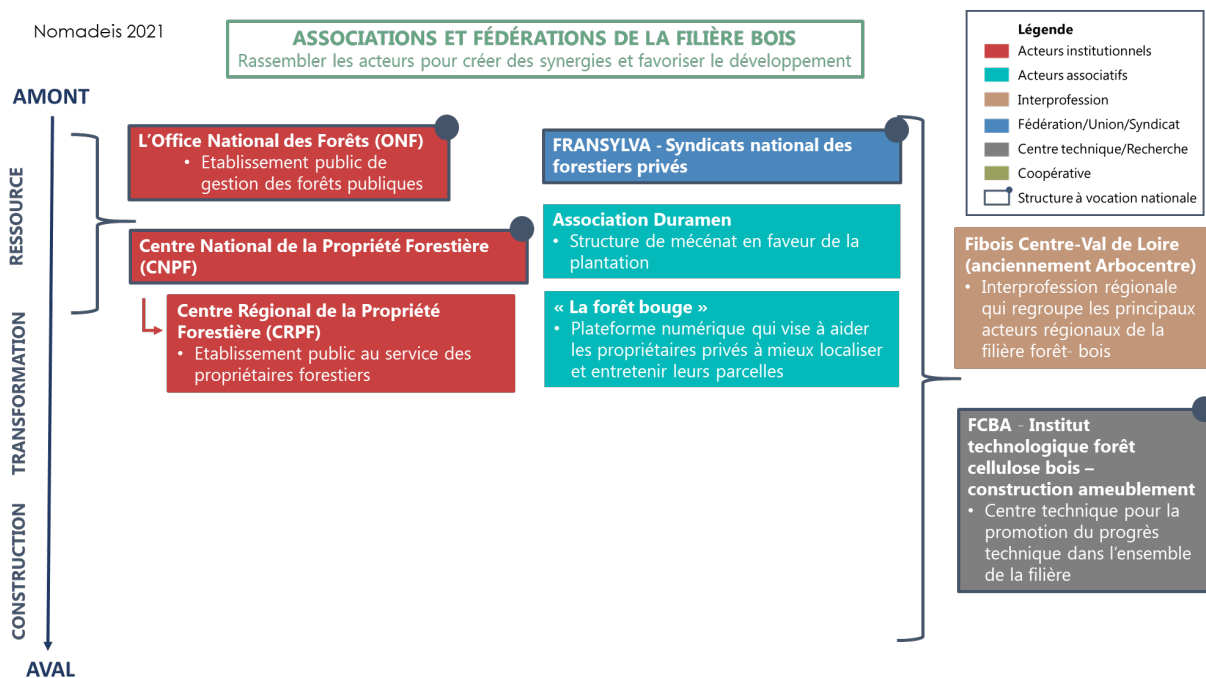 Nomadeis 2021
ASSOCIATIONS ET FÉDÉRATIONS DE LA FILIÈRE BOIS
Rassembler les acteurs pour créer des synergies et favoriser le développement
Légende
Acteurs institutionnels
Acteurs associatifs
Interprofession
Fédération/Union/Syndicat
Centre technique/Recherche
Coopérative
Structure à vocation nationale
AMONT
RESSOURCE
TRANSFORMATION
CONSTRUCTION
AVAL
L'Office National des Forêts (ONF)
• Etablissement public de
gestion des forêts publiques
Centre National de la Propriété Forestière
(CNPF)
Centre Régional de la Propriété
Forestière (CRPF)
• Etablissement public au service des
propriétaires forestiers
FRANSYLVA - Syndicats national des
forestiers privés
Association Duramen
• Structure de mécénat en faveur de la
plantation
« La forêt bouge »
• Plateforme numérique qui vise à aider
les propriétaires privés à mieux localiser
et entretenir leurs parcelles
Fibois Centre-Val de Loire
(anciennement Arbocentre)
• Interprofession régionale
qui regroupe les principaux
acteurs régionaux de la
filière forêt- bois
FCBA - Institut
technologique forêt
cellulose bois –
construction ameublement
• Centre technique pour la
promotion du progrès
technique dans l'ensemble
de la filière